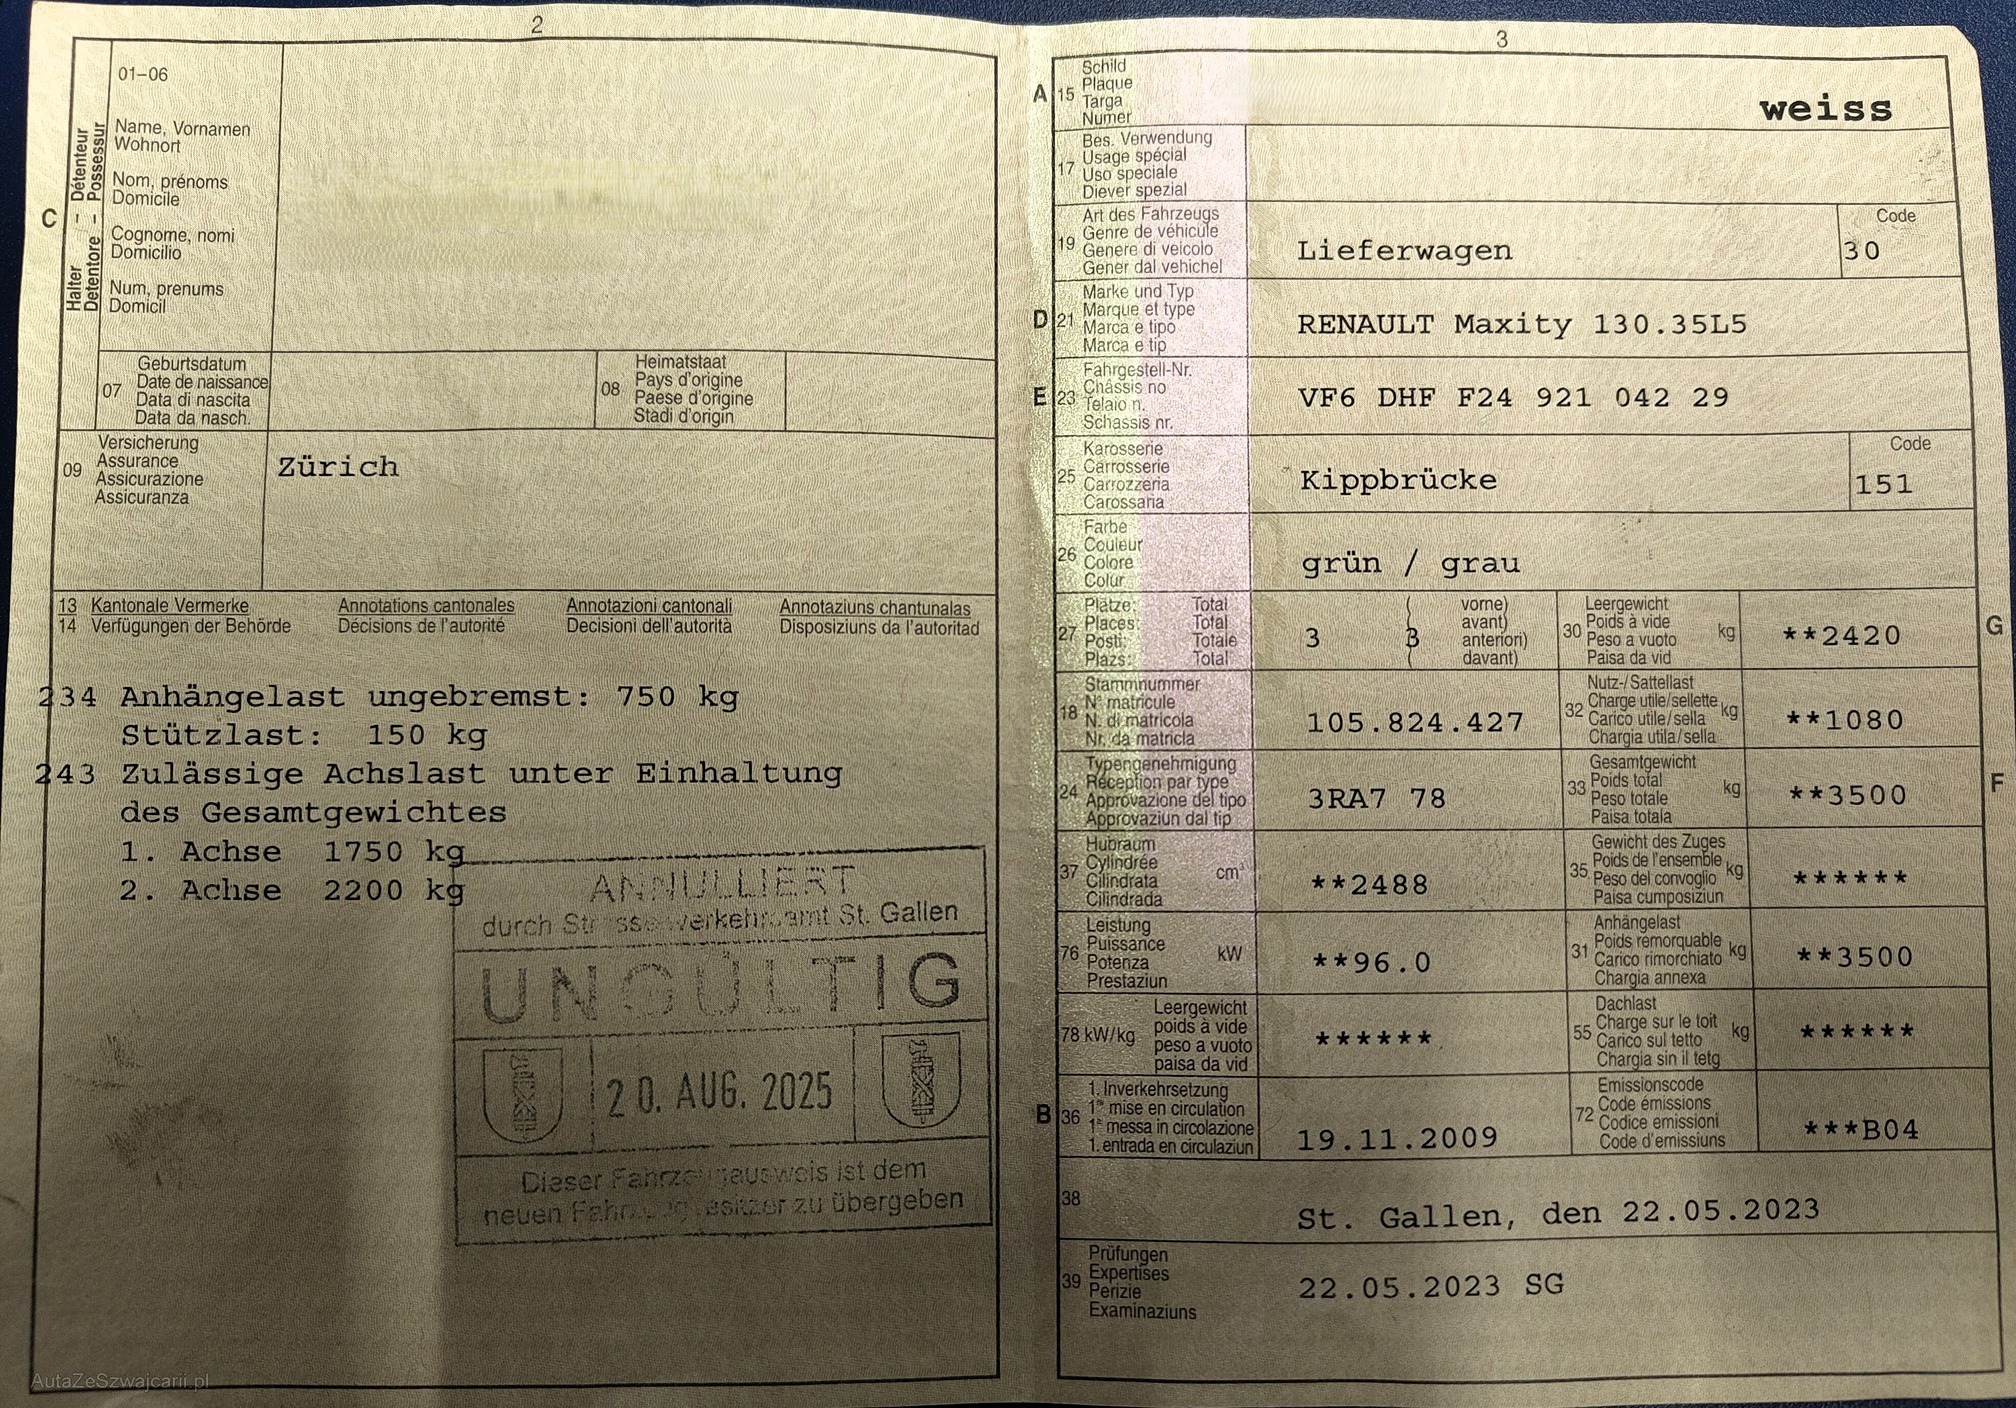 2
01–06
Halter – Détenteur
Detentore – Possessur
C
Name, Vornamen
Wohnort
Nom, prénoms
Domicile
Cognome, nomi
Domicilio
Num, prenums
Domicil
07
Geburtsdatum
Date de naissance
Data di nascita
Data da nasch.
08
Heimatstaat
Pays d'origine
Paese d'origine
Stadi d'origin
09
Versicherung
Assurance
Assicurazione
Assicuranza
Zürich
13 Kantonale Vermerke Annotations cantonales Annotazioni cantonali Annotaziuns chantunalas
14 Verfügungen der Behörde Décisions de l'autorité Decisioni dell'autorità Disposiziuns da l'autoritad
234 Anhängelast ungebremst: 750 kg
Stützlast: 150 kg
243 Zulässige Achslast unter Einhaltung
des Gesamtgewichtes
1. Achse 1750 kg
2. Achse 2200 kg
ANNULLIERT
durch Strassenverkehrsamt St. Gallen
UNGÜLTIG
20. AUG. 2025
Dieser Fahrzeugausweis ist dem
neuen Fahrzeugbesitzer zu übergeben
AutaZeSzwajcarii.pl
3
A 15
Schild
Plaque
Targa
Numer
weiss
17
Bes. Verwendung
Usage spécial
Uso speciale
Diever spezial
19
Art des Fahrzeugs
Genre de véhicule
Genere di veicolo
Gener dal vehichel
Lieferwagen
Code
30
D 21
Marke und Typ
Marque et type
Marca e tipo
Marca e tip
RENAULT Maxity 130.35L5
E 23
Fahrgestell-Nr.
Châssis no
Telaio n.
Schassis nr.
VF6 DHF F24 921 042 29
25
Karosserie
Carrosserie
Carrozzeria
Carossaria
Kippbrücke
Code
151
26
Farbe
Couleur
Colore
Colur
grün / grau
27
Plätze: Total
Places: Total
Posti: Totale
Plazs: Total
3 3
vorne)
avant)
anteriori)
davant)
30
Leergewicht
Poids à vide
Peso a vuoto
Paisa da vid
kg
**2420
G
18
Stammnummer
N° matricule
N. di matricola
Nr. da matricla
105.824.427
32
Nutz-/Sattellast
Charge utile/sellette
Carico utile/sella
Chargia utila/sella
kg
**1080
24
Typengenehmigung
Réception par type
Approvazione del tipo
Approvaziun dal tip
3RA7 78
33
Gesamtgewicht
Poids total
Peso totale
Paisa totala
kg
**3500
F
37
Hubraum
Cylindrée
Cilindrata
Cilindrada
cm³
**2488
35
Gewicht des Zuges
Poids de l'ensemble
Peso del convoglio
Paisa cumposiziun
kg
******
76
Leistung
Puissance
Potenza
Prestaziun
kW
**96.0
31
Anhängelast
Poids remorquable
Carico rimorchiato
Chargia annexa
kg
**3500
78 kW/kg
Leergewicht
poids à vide
peso a vuoto
paisa da vid
******
55
Dachlast
Charge sur le toit
Carico sul tetto
Chargia sin il tetg
kg
******
B 36
1. Inverkehrsetzung
1re mise en circulation
1a messa in circolazione
1. entrada en circulaziun
19.11.2009
72
Emissionscode
Code émissions
Codice emissioni
Code d'emissiuns
***B04
38
St. Gallen, den 22.05.2023
39
Prüfungen
Expertises
Perizie
Examinaziuns
22.05.2023 SG